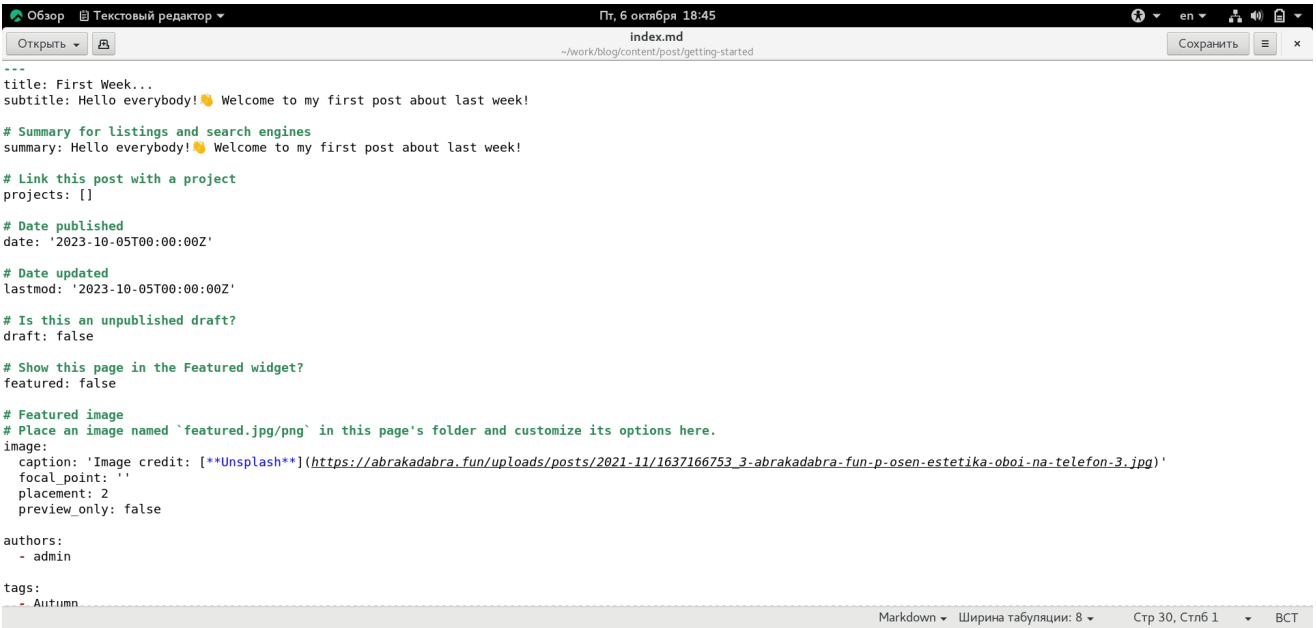 Обзор Текстовый редактор Пт, 6 октября 18:45 en
Открыть index.md Сохранить
~/work/blog/content/post/getting-started
---
title: First Week...
subtitle: Hello everybody!👋 Welcome to my first post about last week!

# Summary for listings and search engines
summary: Hello everybody!👋 Welcome to my first post about last week!

# Link this post with a project
projects: []

# Date published
date: '2023-10-05T00:00:00Z'

# Date updated
lastmod: '2023-10-05T00:00:00Z'

# Is this an unpublished draft?
draft: false

# Show this page in the Featured widget?
featured: false

# Featured image
# Place an image named `featured.jpg/png` in this page's folder and customize its options here.
image:
  caption: 'Image credit: [**Unsplash**](https://abrakadabra.fun/uploads/posts/2021-11/1637166753_3-abrakadabra-fun-p-osen-estetika-oboi-na-telefon-3.jpg)'
  focal_point: ''
  placement: 2
  preview_only: false

authors:
  - admin

tags:
  - Autumn
Markdown Ширина табуляции: 8 Стр 30, Стлб 1 ВСТ